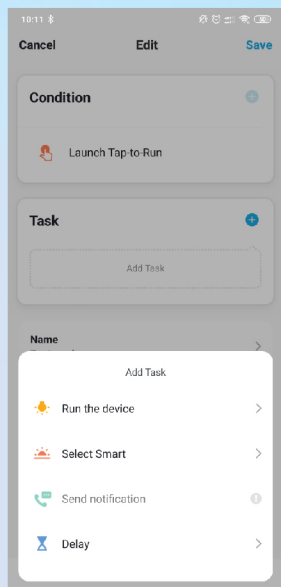 10:11
Cancel Edit Save
Condition
Launch Tap-to-Run
Task
Add Task
Name
Add Task
Run the device
Select Smart
Send notification
Delay